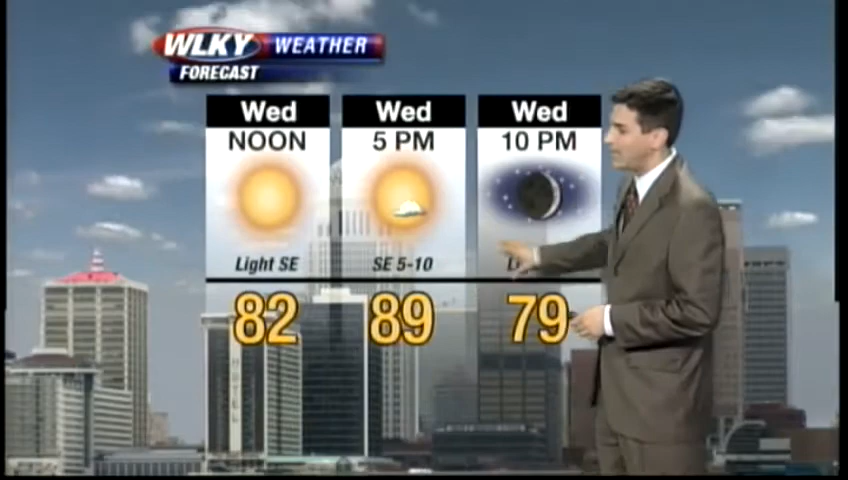 WLKY WEATHER
FORECAST
Wed Wed Wed
NOON 5 PM 10 PM
Light SE SE 5-10
82 89 79
HOTEL